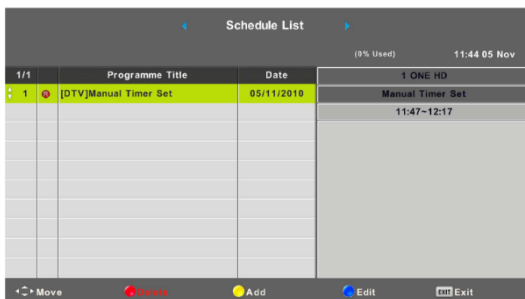 Schedule List
(0% Used) 11:44 05 Nov
1/1 Programme Title Date 1 ONE HD
1 [DTV]Manual Timer Set 05/11/2010 Manual Timer Set
11:47~12:17
Move Delete Add Edit EXIT Exit